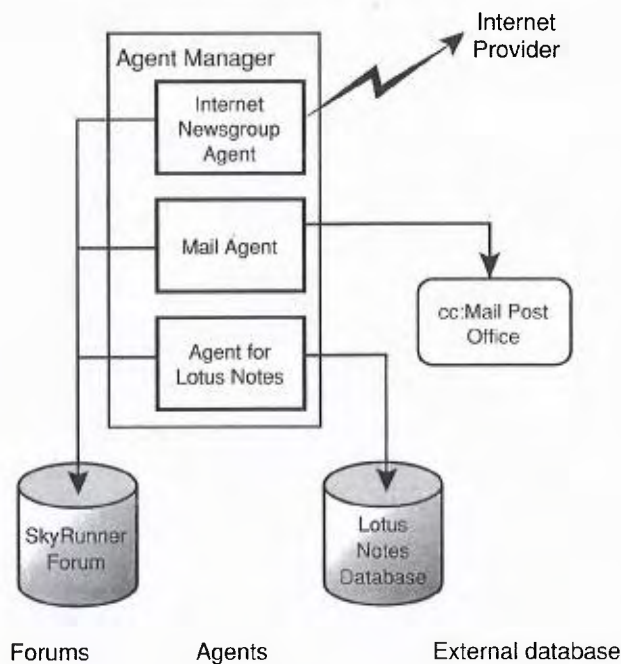 Internet
Provider
Agent Manager
Internet
Newsgroup
Agent
Mail Agent
cc:Mail Post
Office
Agent for
Lotus Notes
SkyRunner
Forum
Lotus
Notes
Database
Forums
Agents
External database